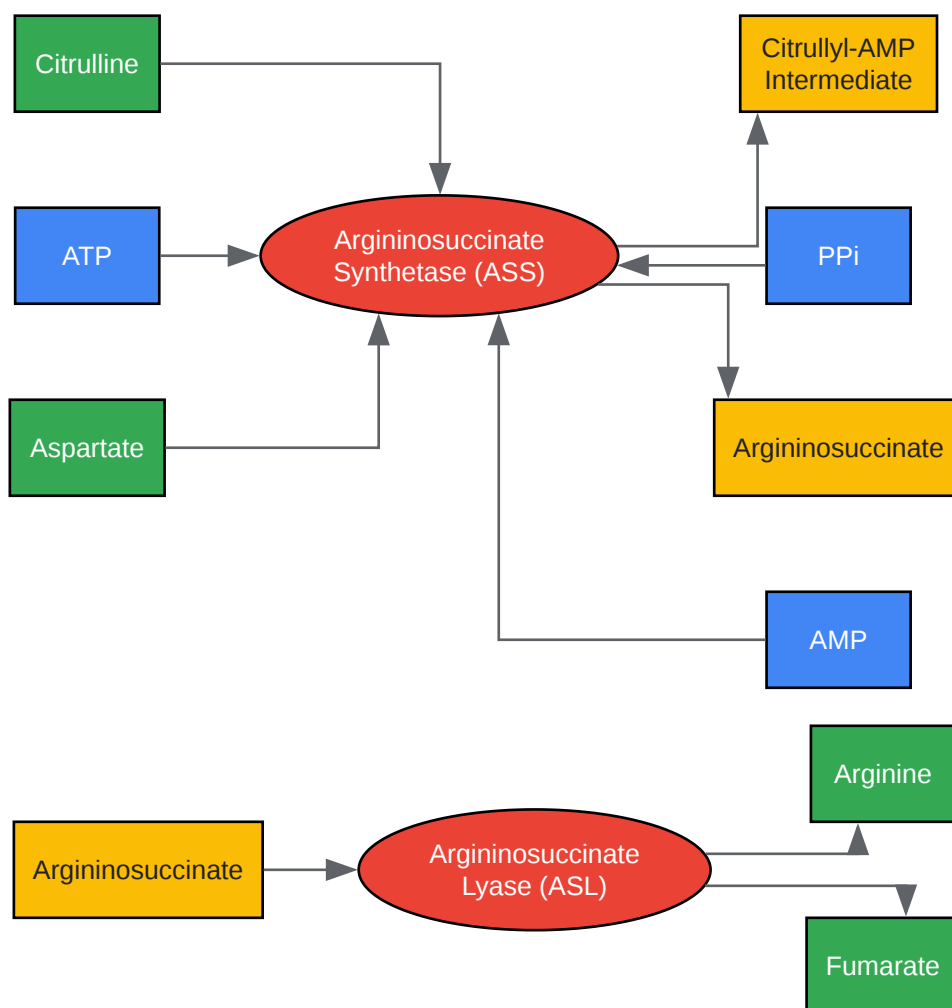 Citrulline
Citrullyl-AMP
Intermediate
ATP
Argininosuccinate
Synthetase (ASS)
PPi
Aspartate
Argininosuccinate
AMP
Arginine
Argininosuccinate
Argininosuccinate
Lyase (ASL)
Fumarate